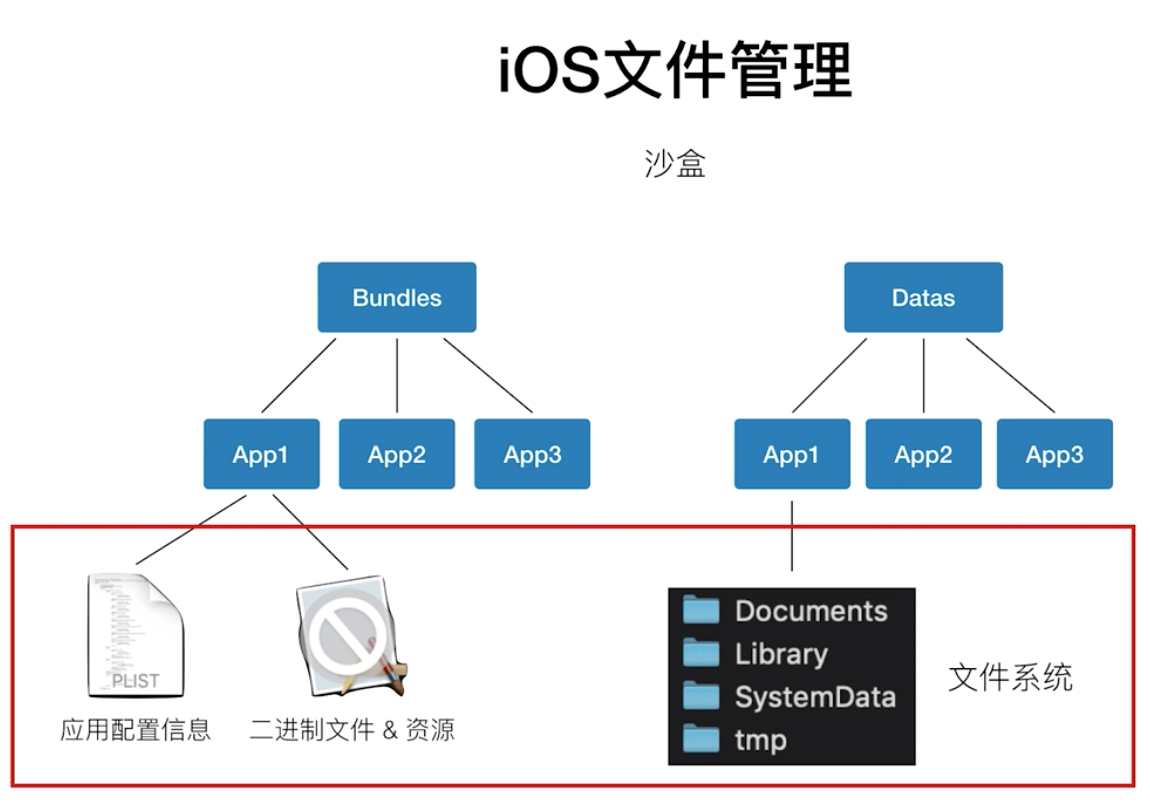 iOS文件管理
沙盒
Bundles
Datas
App1
App2
App3
App1
App2
App3
PLIST
应用配置信息
二进制文件 & 资源
Documents
Library
SystemData
tmp
文件系统